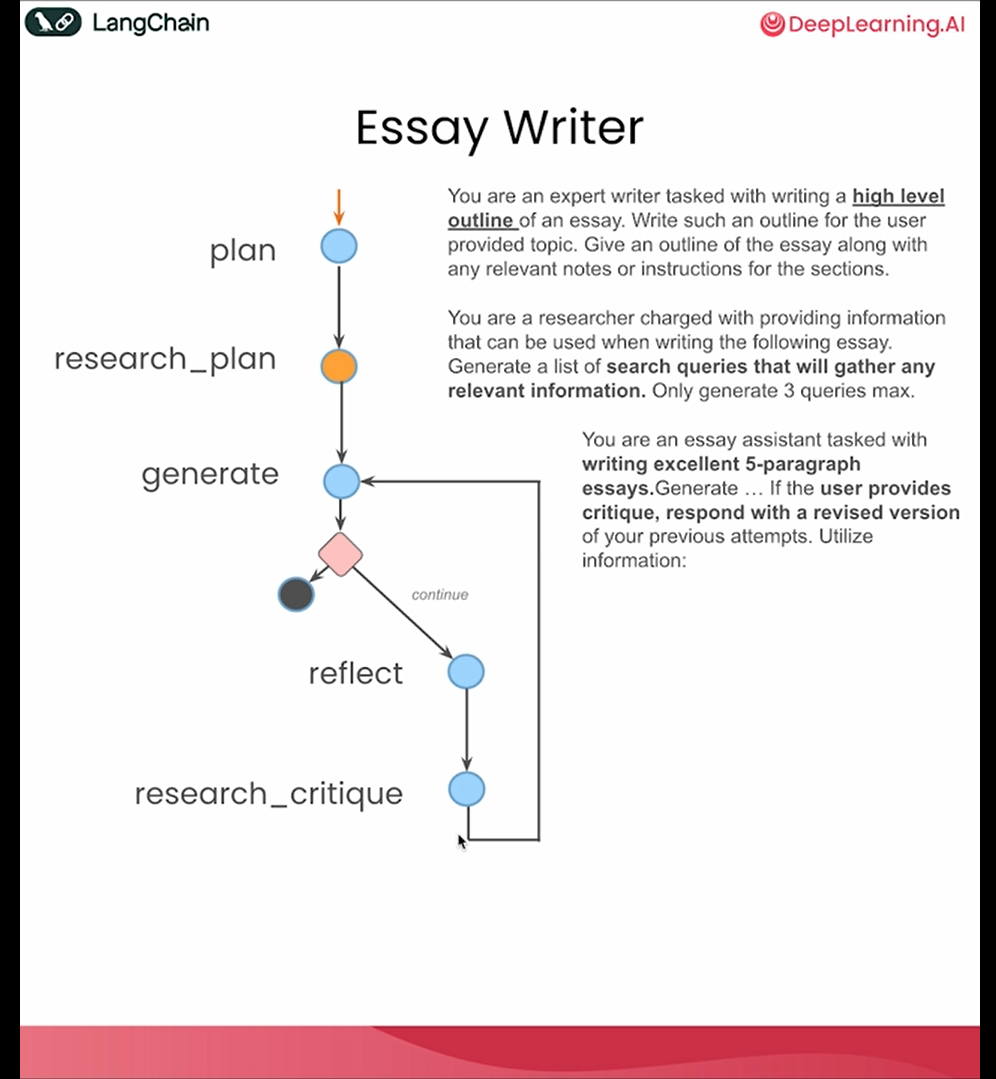 LangChain
DeepLearning.AI
Essay Writer
plan
You are an expert writer tasked with writing a high level
outline of an essay. Write such an outline for the user
provided topic. Give an outline of the essay along with
any relevant notes or instructions for the sections.
research_plan
You are a researcher charged with providing information
that can be used when writing the following essay.
Generate a list of search queries that will gather any
relevant information. Only generate 3 queries max.
generate
You are an essay assistant tasked with
writing excellent 5-paragraph
essays.Generate … If the user provides
critique, respond with a revised version
of your previous attempts. Utilize
information:
continue
reflect
research_critique